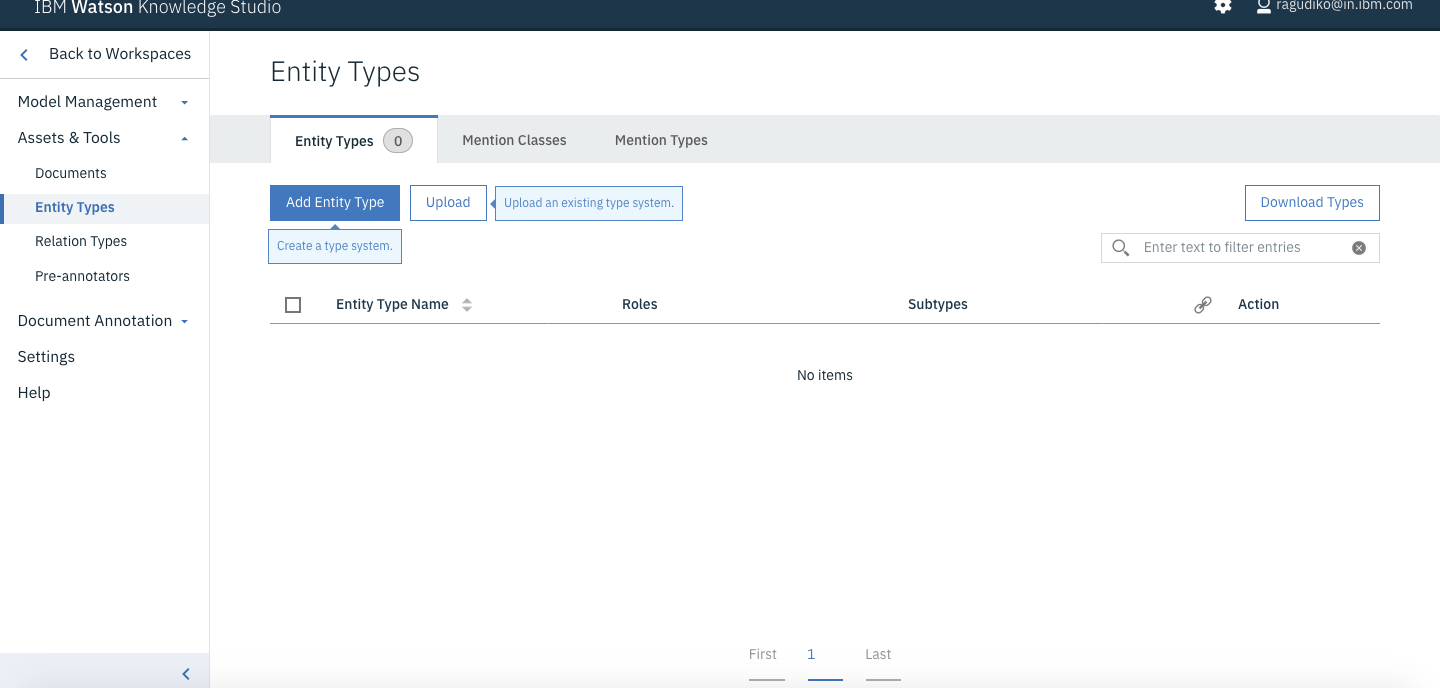 IBM Watson Knowledge Studio
ragudiko@in.ibm.com
Back to Workspaces
Model Management
Assets & Tools
Documents
Entity Types
Relation Types
Pre-annotators
Document Annotation
Settings
Help
Entity Types
Entity Types 0 Mention Classes Mention Types
Add Entity Type Upload Upload an existing type system. Download Types
Create a type system.
Enter text to filter entries
Entity Type Name Roles Subtypes Action
No items
First 1 Last